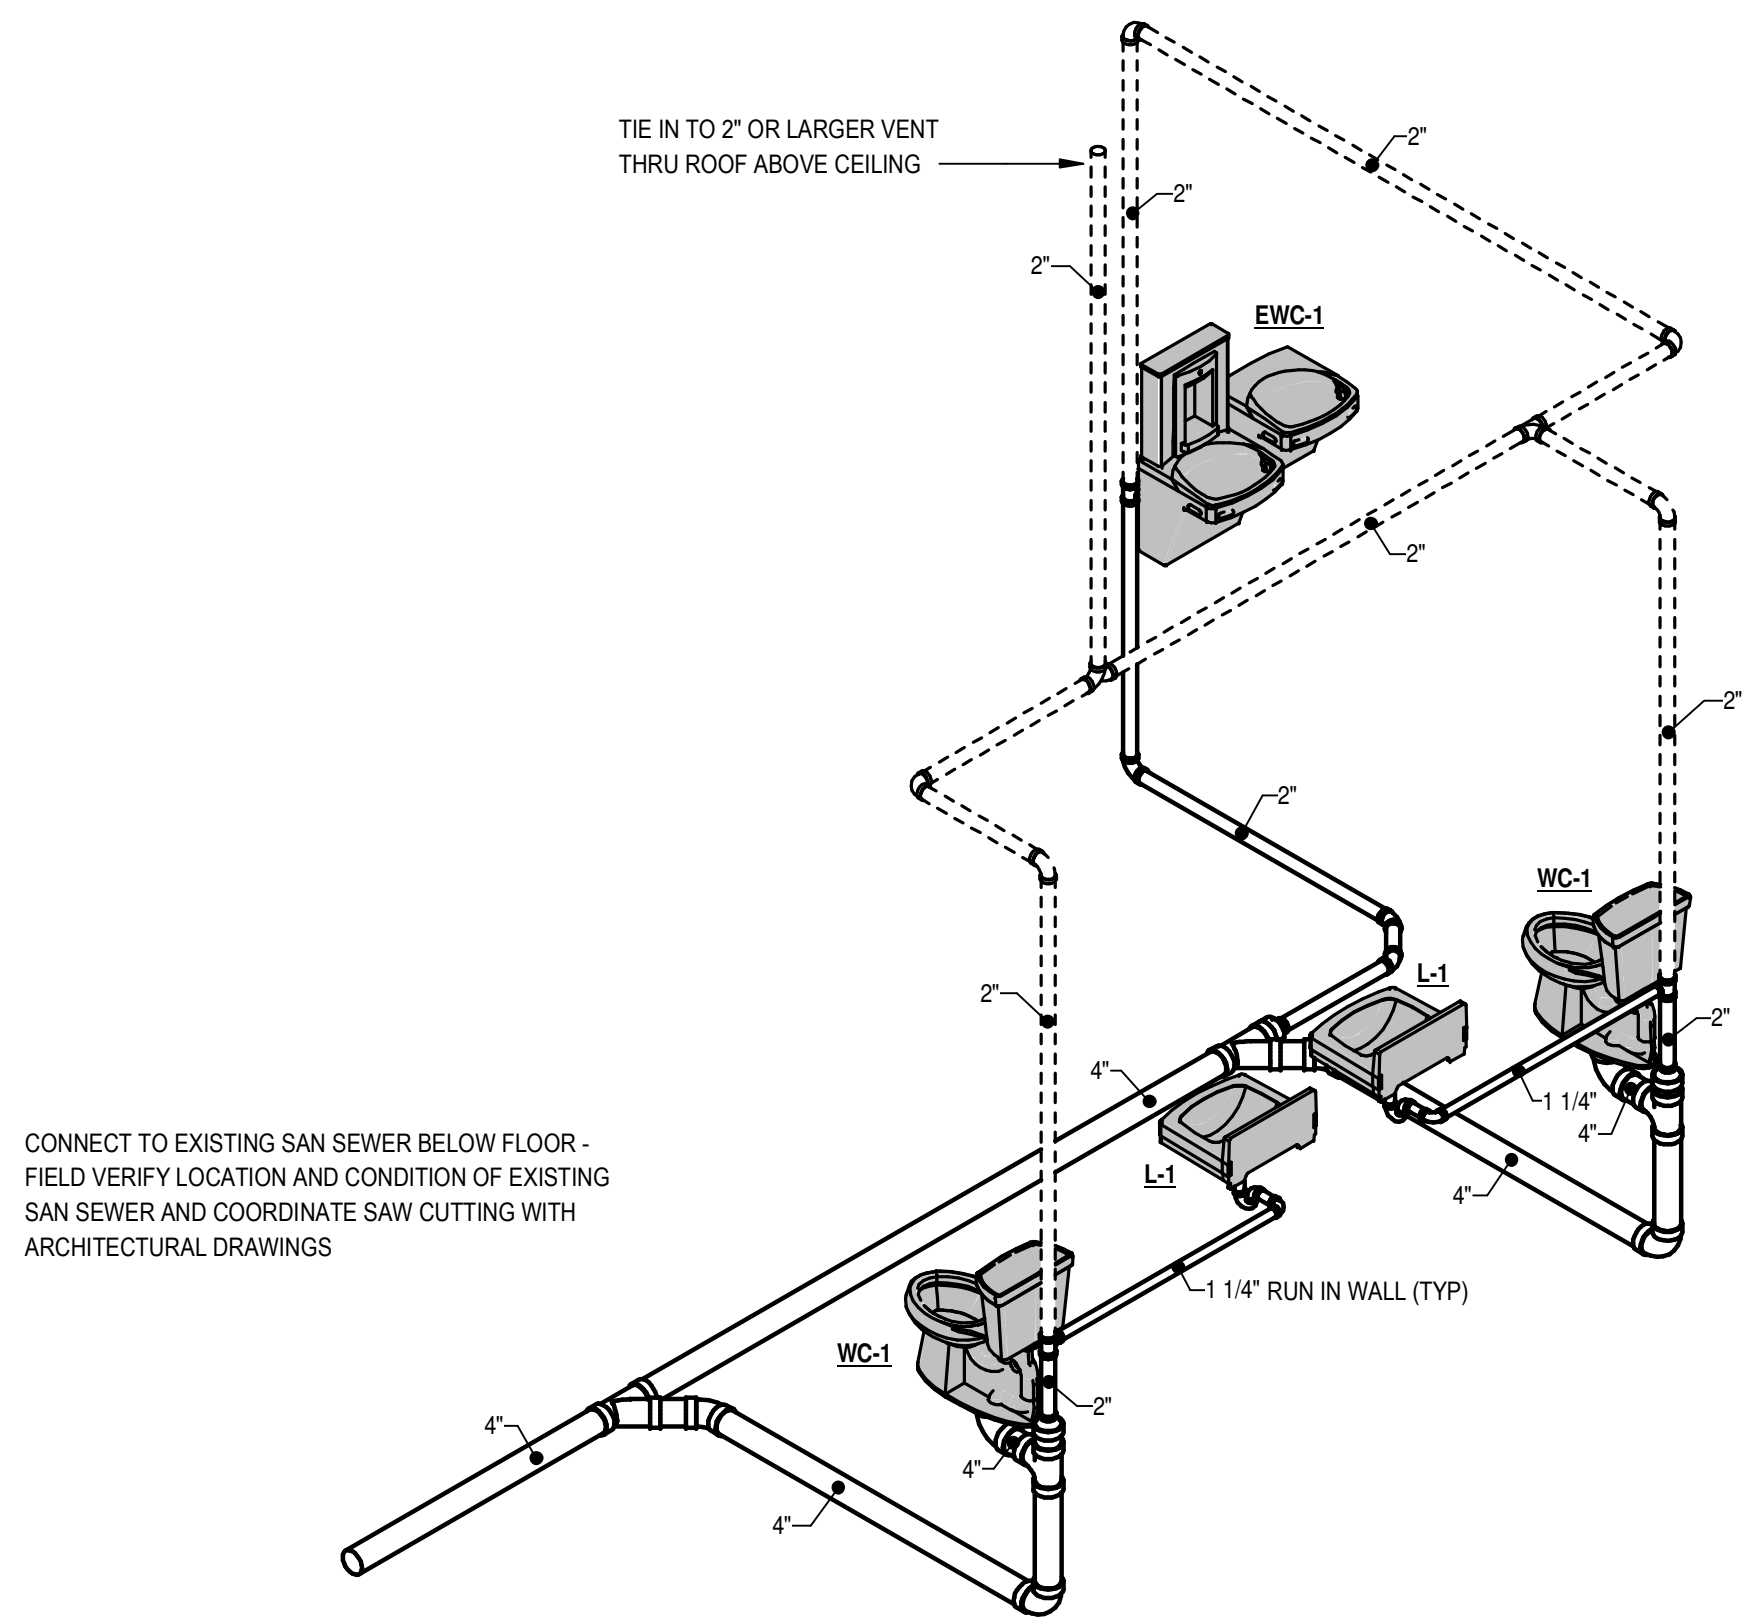 TIE IN TO 2" OR LARGER VENT
THRU ROOF ABOVE CEILING
2"
2"
2"
EWC-1
2"
2"
2"
WC-1
L-1
2"
2"
4"
1 1/4"
4"
L-1
4"
CONNECT TO EXISTING SAN SEWER BELOW FLOOR -
FIELD VERIFY LOCATION AND CONDITION OF EXISTING
SAN SEWER AND COORDINATE SAW CUTTING WITH
ARCHITECTURAL DRAWINGS
1 1/4" RUN IN WALL (TYP)
WC-1
2"
4"
4"
4"